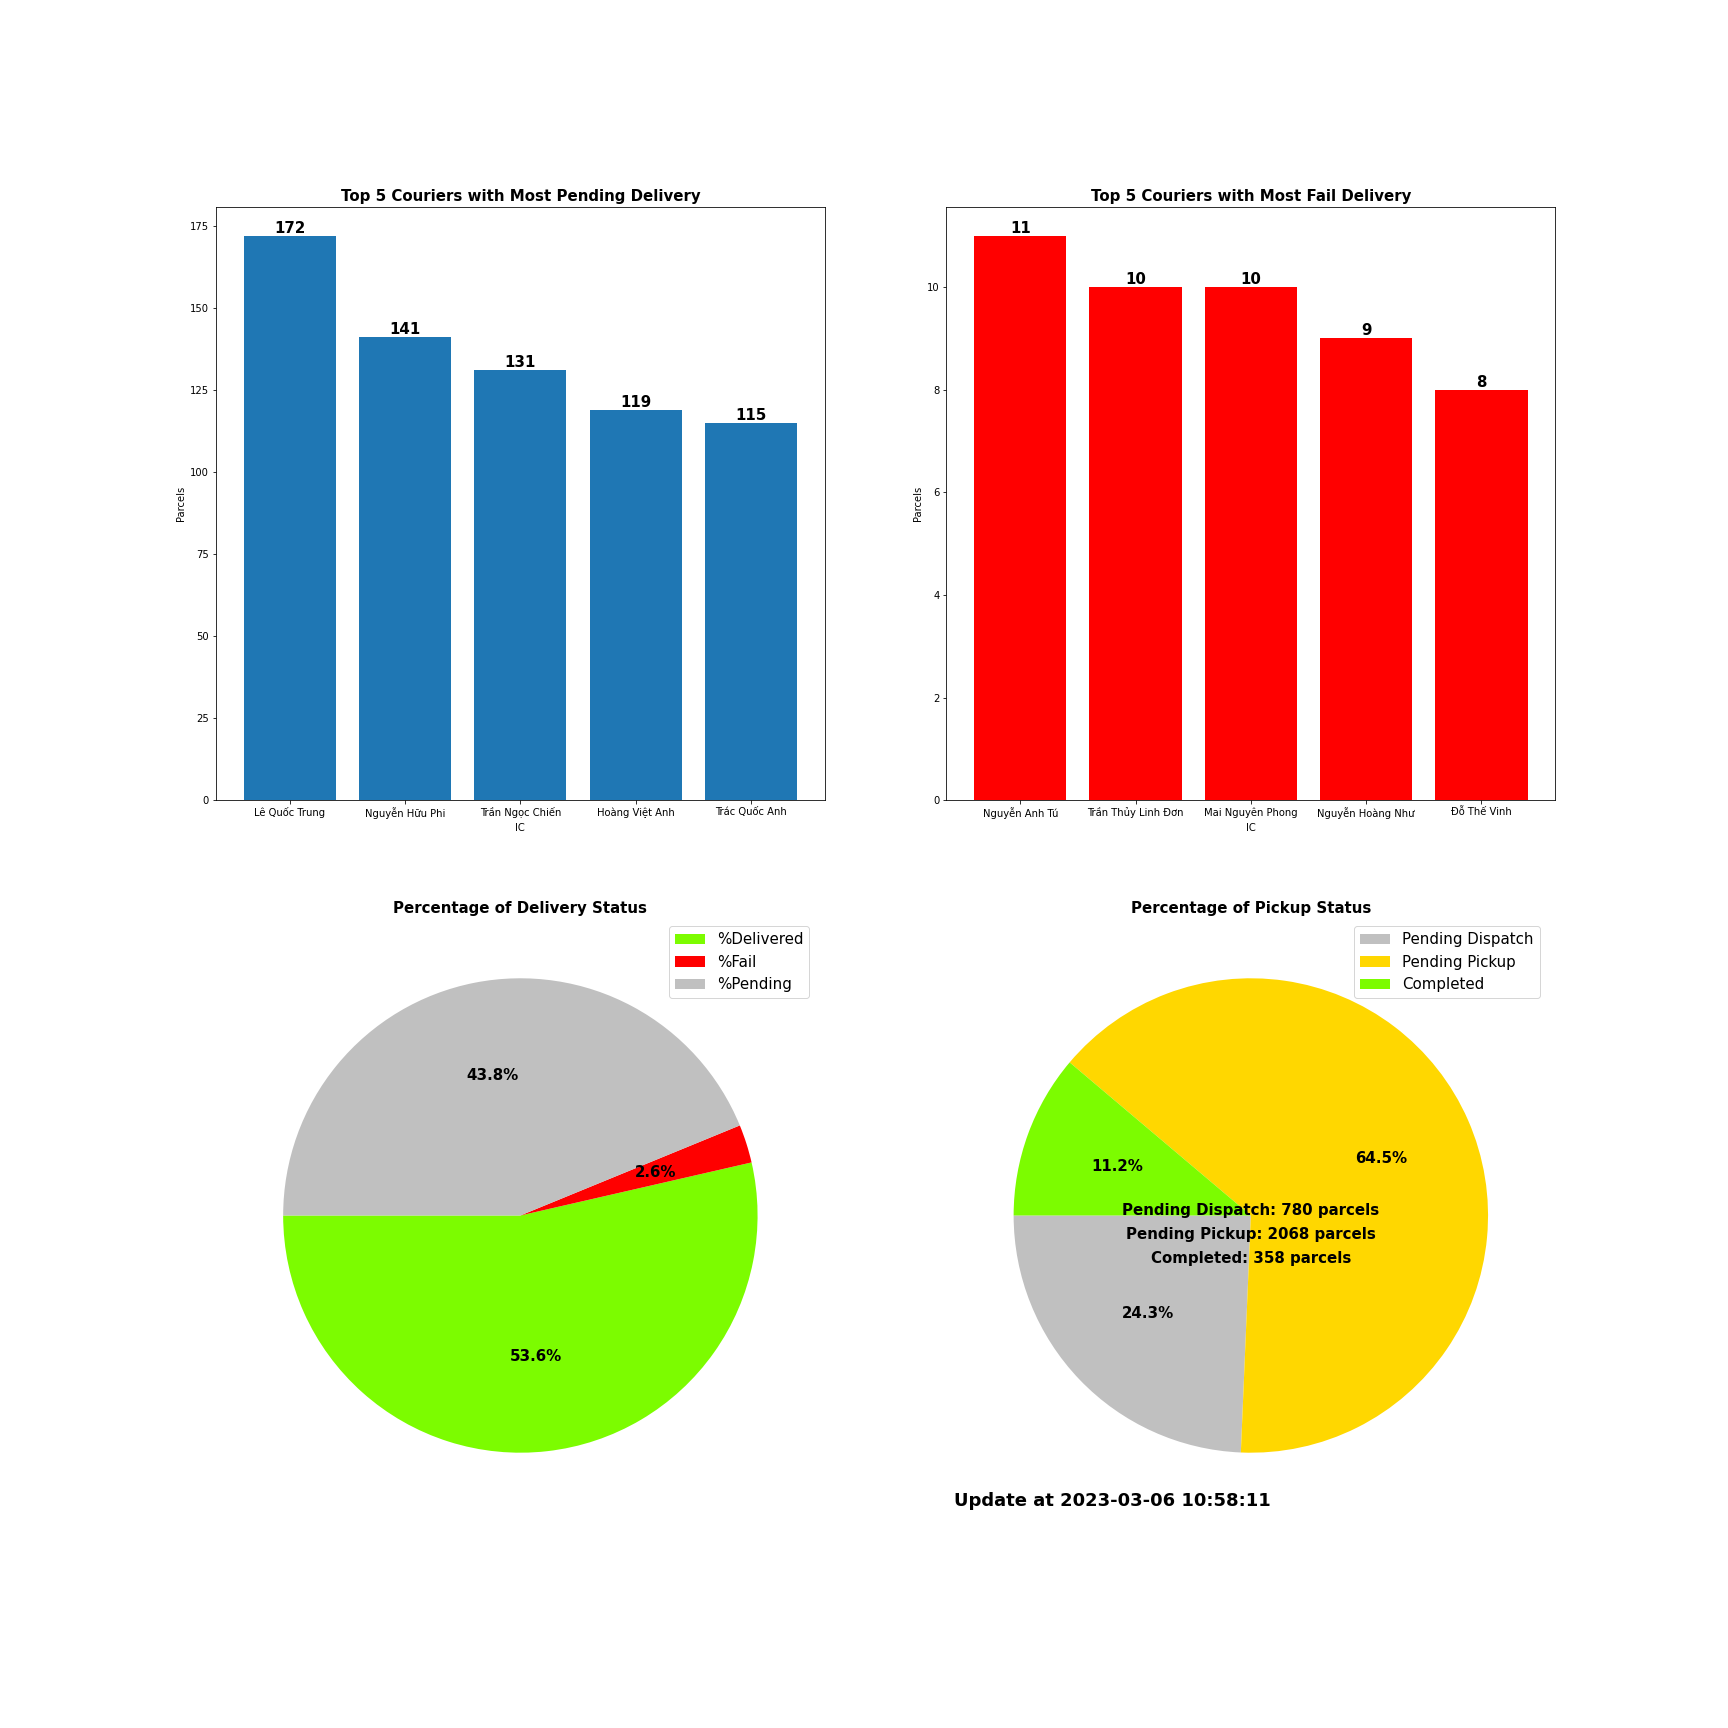 Top 5 Couriers with Most Pending Delivery
172
141
131
119
115
175
150
125
100
75
50
25
0
Parcels
Lê Quốc Trung
Nguyễn Hữu Phi
Trần Ngọc Chiến
Hoàng Việt Anh
Trác Quốc Anh
IC
Top 5 Couriers with Most Fail Delivery
11
10
10
9
8
10
8
6
4
2
0
Parcels
Nguyễn Anh Tú
Trần Thủy Linh Đơn
Mai Nguyên Phong
Nguyễn Hoàng Như
Đỗ Thế Vinh
IC
Percentage of Delivery Status
%Delivered
%Fail
%Pending
43.8%
2.6%
53.6%
Percentage of Pickup Status
Pending Dispatch
Pending Pickup
Completed
64.5%
11.2%
Pending Dispatch: 780 parcels
Pending Pickup: 2068 parcels
Completed: 358 parcels
24.3%
Update at 2023-03-06 10:58:11